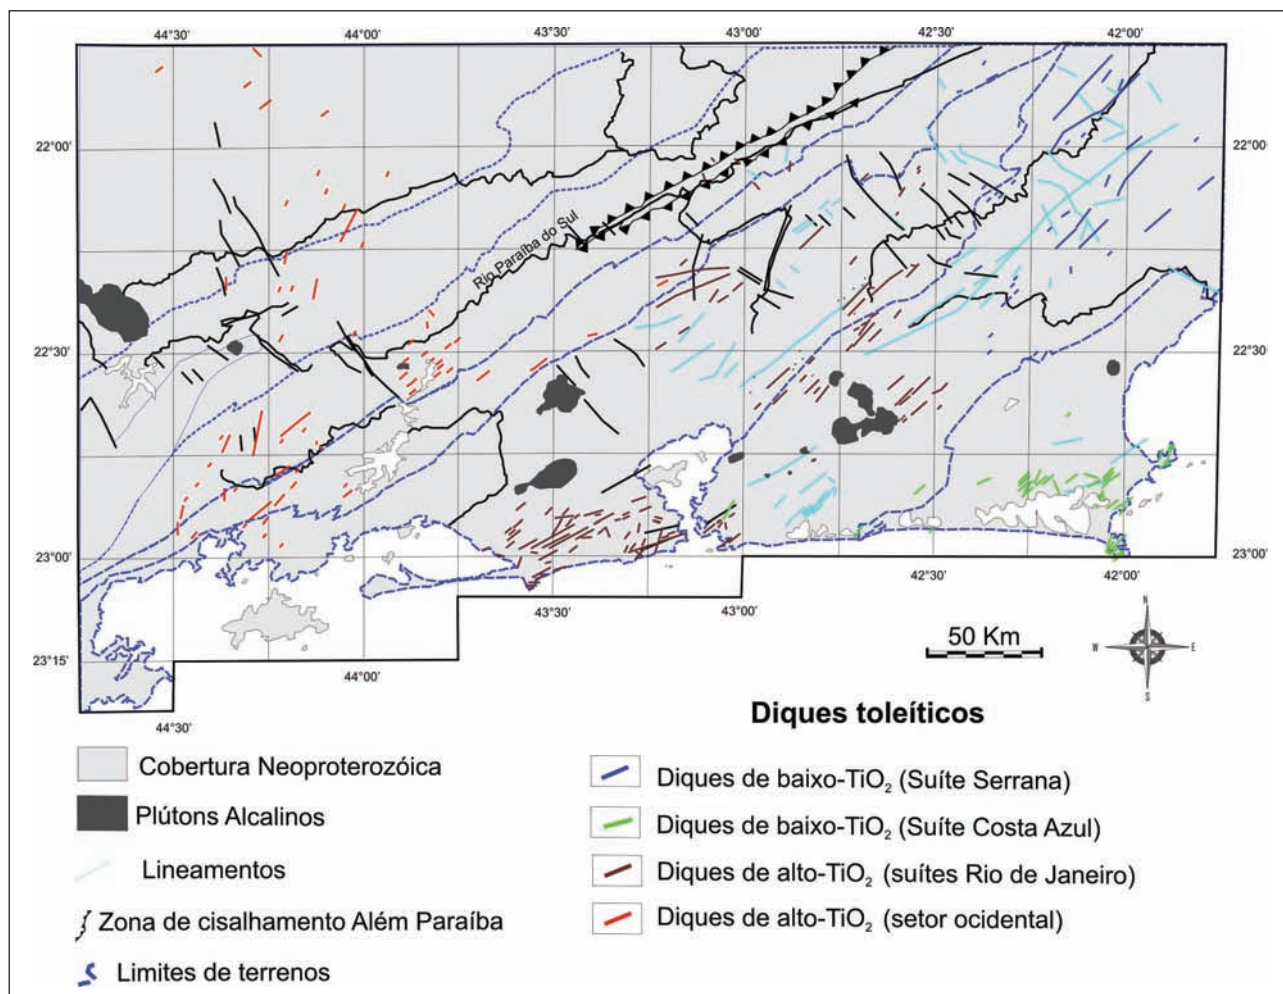 44°30' 44°00' 43°30' 43°00' 42°30' 42°00'
22°00' 22°00'
Rio Paraíba do Sul
22°30' 22°30'
23°00' 23°00'
43°30' 43°00' 42°30' 42°00'
23°15'
44°00'
44°30'
50 Km
N
W E
S
Diques toleíticos
Cobertura Neoproterozóica
Plútons Alcalinos
Lineamentos
Zona de cisalhamento Além Paraíba
Limites de terrenos
Diques de baixo-TiO₂ (Suíte Serrana)
Diques de baixo-TiO₂ (Suíte Costa Azul)
Diques de alto-TiO₂ (suítes Rio de Janeiro)
Diques de alto-TiO₂ (setor ocidental)